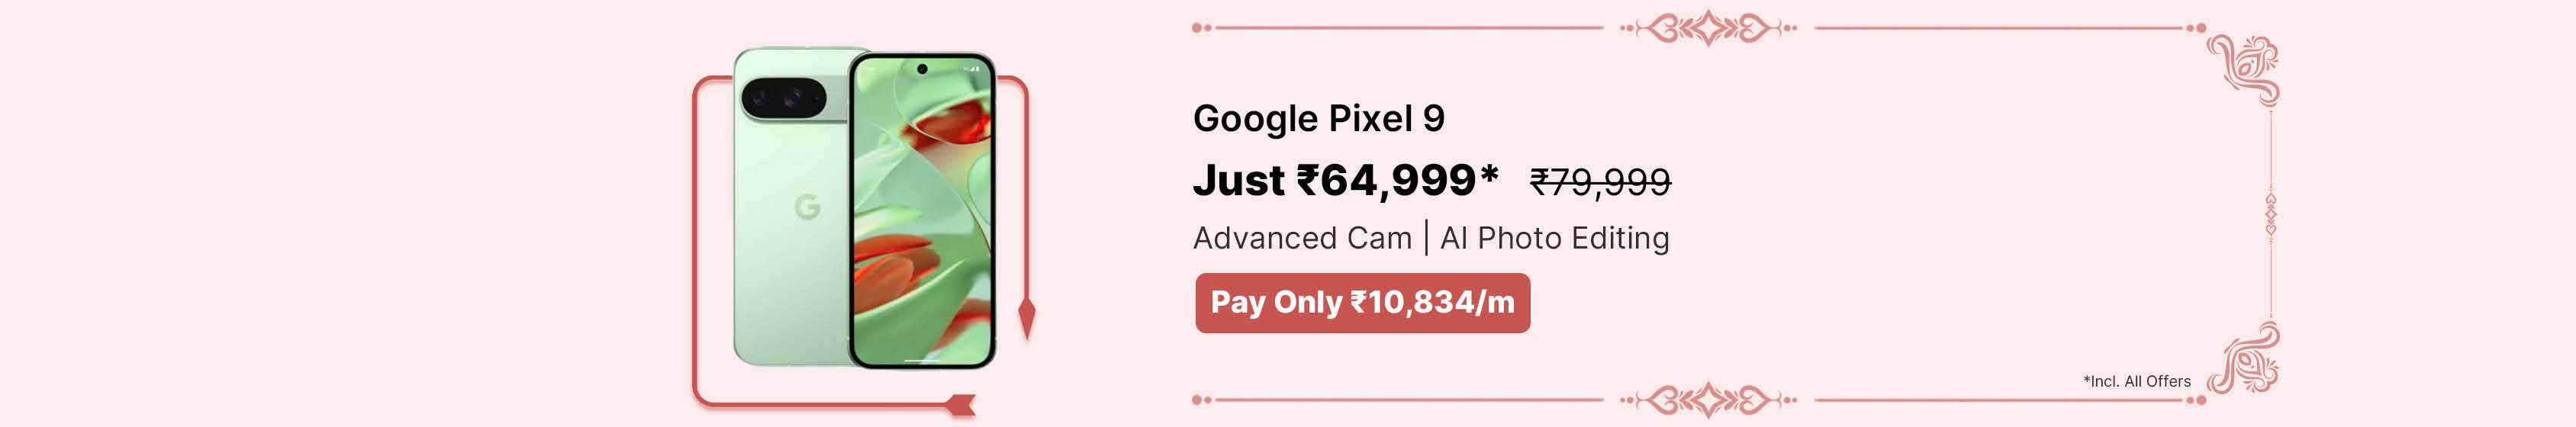 Google Pixel 9
Just ₹64,999* ₹79,999
Advanced Cam | AI Photo Editing
Pay Only ₹10,834/m
*Incl. All Offers